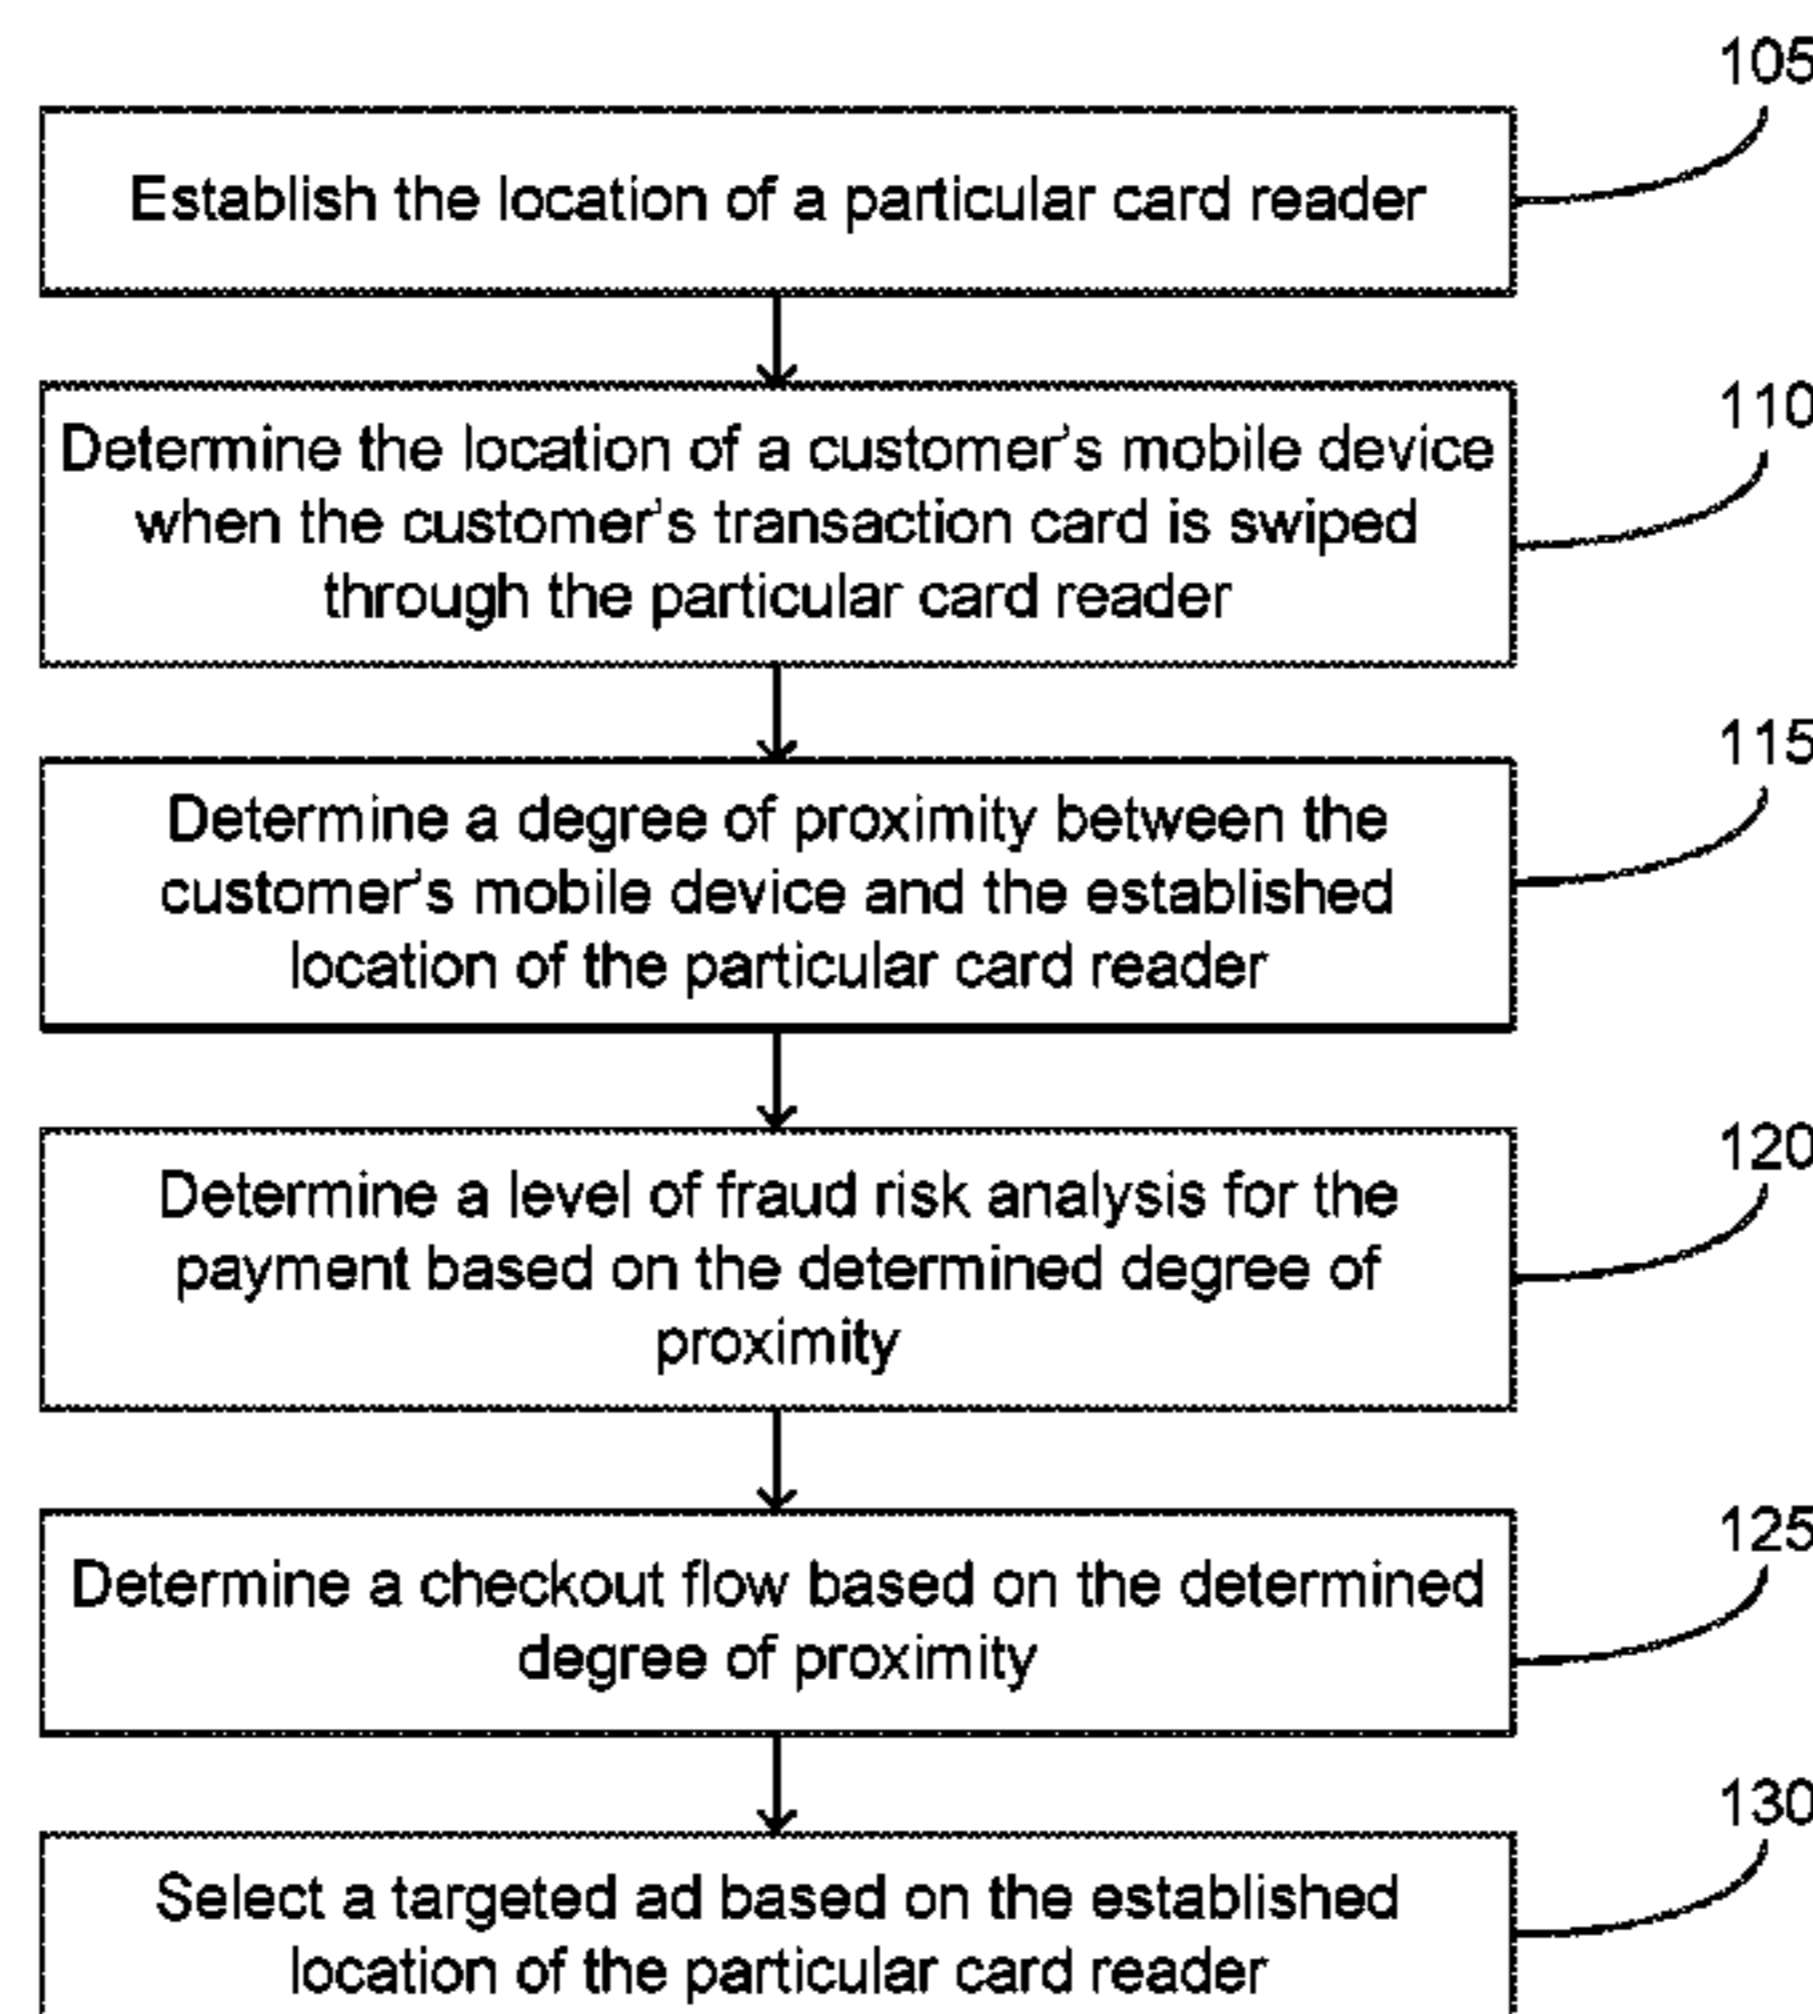 105
Establish the location of a particular card reader
110
Determine the location of a customer's mobile device
when the customer's transaction card is swiped
through the particular card reader
115
Determine a degree of proximity between the
customer's mobile device and the established
location of the particular card reader
120
Determine a level of fraud risk analysis for the
payment based on the determined degree of
proximity
125
Determine a checkout flow based on the determined
degree of proximity
130
Select a targeted ad based on the established
location of the particular card reader